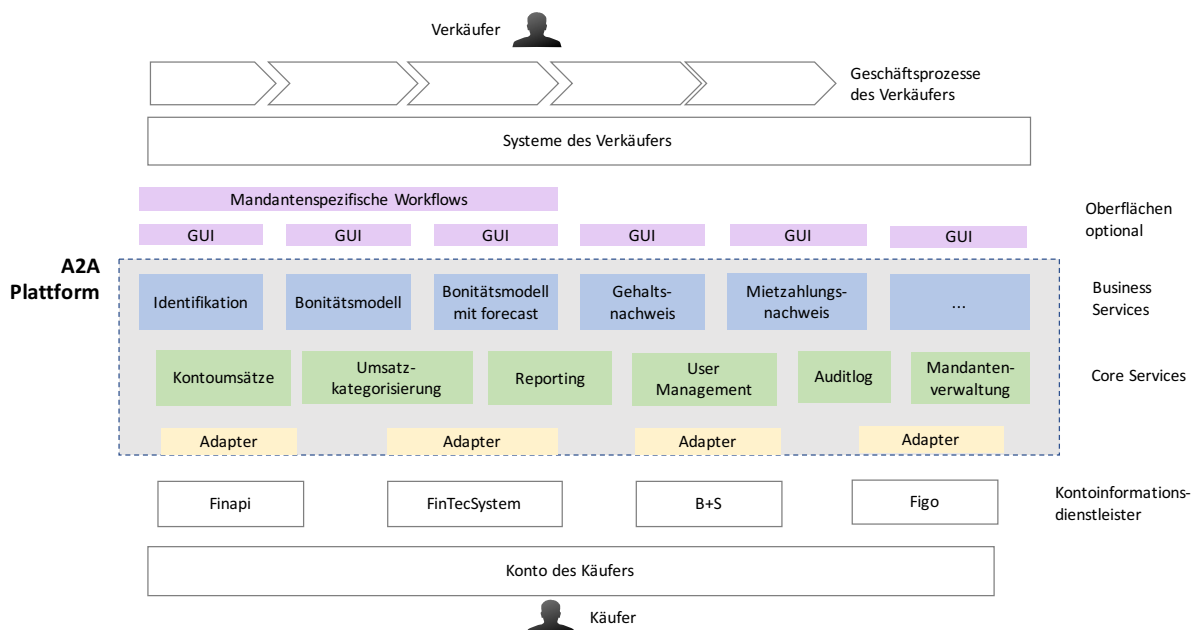 Verkäufer
Geschäftsprozesse
des Verkäufers
Systeme des Verkäufers
Mandantenspezifische Workflows
Oberflächen
optional
GUI GUI GUI GUI GUI GUI
A2A
Plattform
Identifikation
Bonitätsmodell
Bonitätsmodell
mit forecast
Gehalts-
nachweis
Mietzahlungs-
nachweis
...
Business
Services
Kontoumsätze
Umsatz-
kategorisierung
Reporting
User
Management
Auditlog
Mandanten-
verwaltung
Core Services
Adapter Adapter Adapter Adapter
Finapi
FinTecSystem
B+S
Figo
Kontoinformations-
dienstleister
Konto des Käufers
Käufer